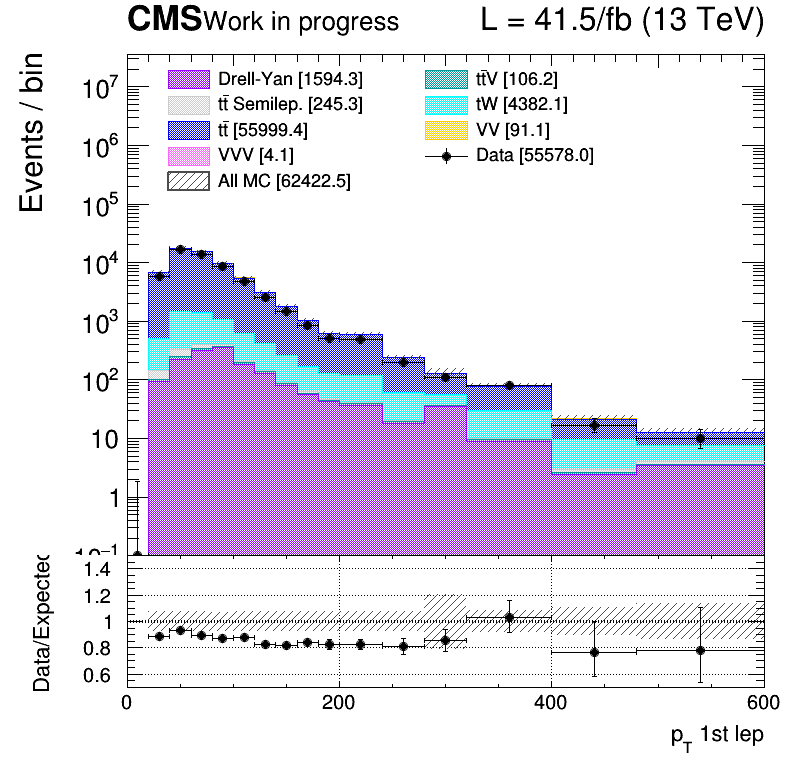 CMS Work in progress L = 41.5/fb (13 TeV)
Events / bin
Drell-Yan [1594.3]
tt̄ Semilep. [245.3]
tt̄ [55999.4]
VVV [4.1]
All MC [62422.5]
tt̄V [106.2]
tW [4382.1]
VV [91.1]
Data [55578.0]
10⁷
10⁶
10⁵
10⁴
10³
10²
10
1
10⁻¹
Data/Expected
1.4
1.2
1
0.8
0.6
0 200 400 600
p_T 1st lep